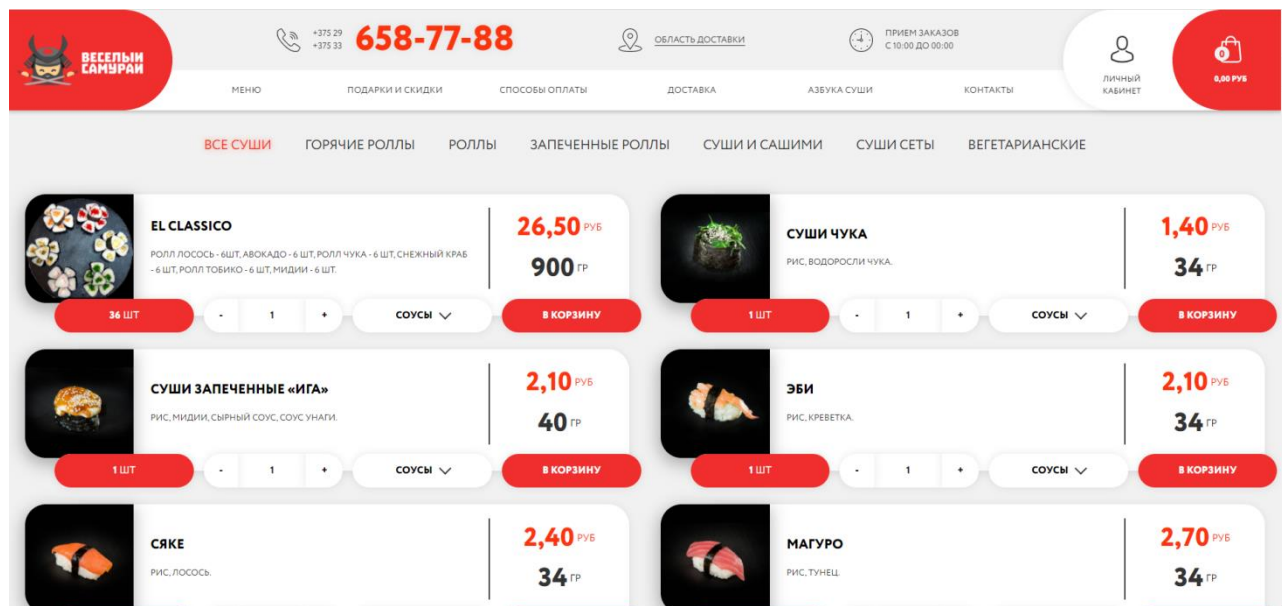 ВЕСЕЛЫЙ
САМУРАЙ
+375 29
+375 33
658-77-88
ОБЛАСТЬ ДОСТАВКИ
ПРИЕМ ЗАКАЗОВ
С 10:00 ДО 00:00
ЛИЧНЫЙ
КАБИНЕТ
0
0,00 РУБ
МЕНЮ
ПОДАРКИ И СКИДКИ
СПОСОБЫ ОПЛАТЫ
ДОСТАВКА
АЗБУКА СУШИ
КОНТАКТЫ
ВСЕ СУШИ
ГОРЯЧИЕ РОЛЛЫ
РОЛЛЫ
ЗАПЕЧЕННЫЕ РОЛЛЫ
СУШИ И САШИМИ
СУШИ СЕТЫ
ВЕГЕТАРИАНСКИЕ
EL CLASSICO
РОЛЛ ЛОСОСЬ - 6ШТ, АВОКАДО - 6 ШТ, РОЛЛ ЧУКА - 6 ШТ, СНЕЖНЫЙ КРАБ
- 6 ШТ, РОЛЛ ТОБИКО - 6 ШТ, МИДИИ - 6 ШТ.
26,50 РУБ
900 ГР
36 ШТ
- 1 +
СОУСЫ
В КОРЗИНУ
СУШИ ЧУКА
РИС, ВОДОРОСЛИ ЧУКА.
1,40 РУБ
34 ГР
1 ШТ
- 1 +
СОУСЫ
В КОРЗИНУ
СУШИ ЗАПЕЧЕННЫЕ «ИГА»
РИС, МИДИИ, СЫРНЫЙ СОУС, СОУС УНАГИ.
2,10 РУБ
40 ГР
1 ШТ
- 1 +
СОУСЫ
В КОРЗИНУ
ЭБИ
РИС, КРЕВЕТКА.
2,10 РУБ
34 ГР
1 ШТ
- 1 +
СОУСЫ
В КОРЗИНУ
СЯКЕ
РИС, ЛОСОСЬ.
2,40 РУБ
34 ГР
МАГУРО
РИС, ТУНЕЦ.
2,70 РУБ
34 ГР